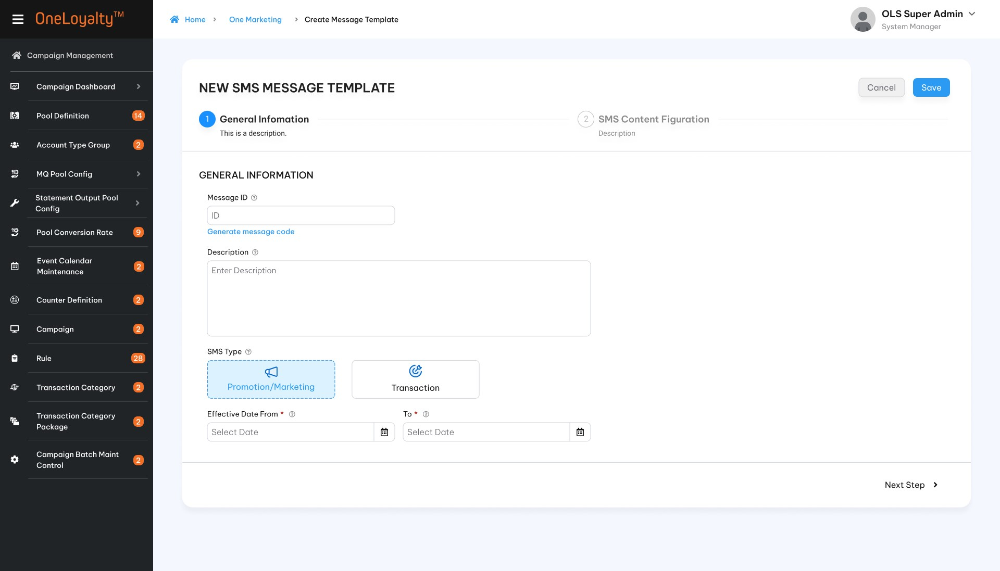 OneLoyalty™
Home
One Marketing
Create Message Template
OLS Super Admin
System Manager
Campaign Management
Campaign Dashboard
Pool Definition
14
Account Type Group
2
MQ Pool Config
Statement Output Pool
Config
Pool Conversion Rate
9
Event Calendar
Maintenance
2
Counter Definition
2
Campaign
2
Rule
28
Transaction Category
2
Transaction Category
Package
2
Campaign Batch Maint
Control
2
NEW SMS MESSAGE TEMPLATE
Cancel
Save
1
General Infomation
This is a description.
2
SMS Content Figuration
Description
GENERAL INFORMATION
Message ID
ID
Generate message code
Description
Enter Description
SMS Type
Promotion/Marketing
Transaction
Effective Date From *
To *
Select Date
Select Date
Next Step